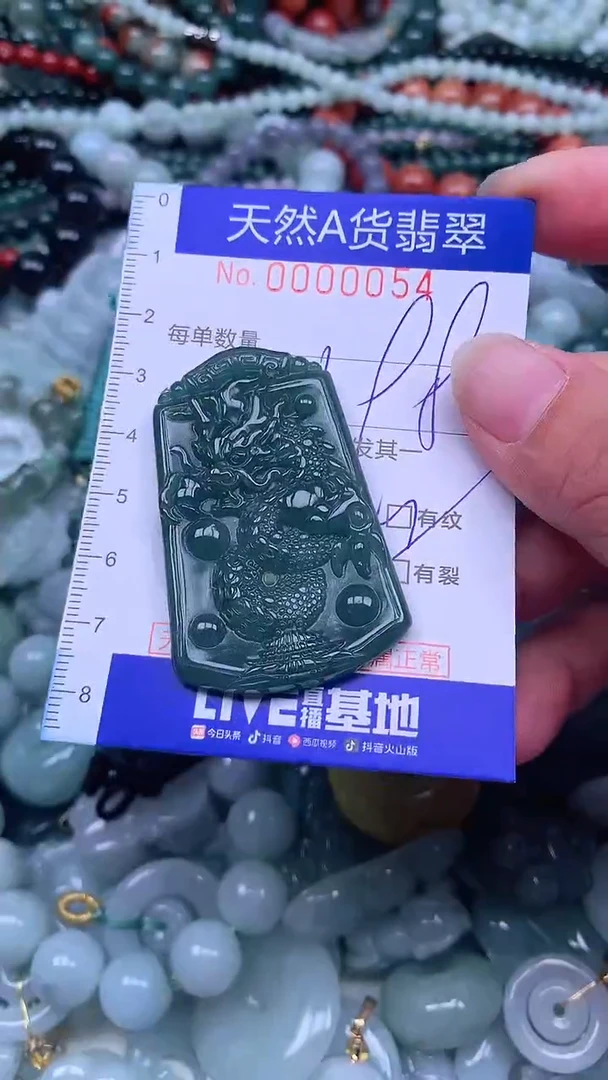 天然A货翡翠
No. 0000054
每单数量
发其一
有纹
有裂
属正常
LIVE直播基地
今日头条 抖音 西瓜视频 抖音火山版
0
1
2
3
4
5
6
7
8